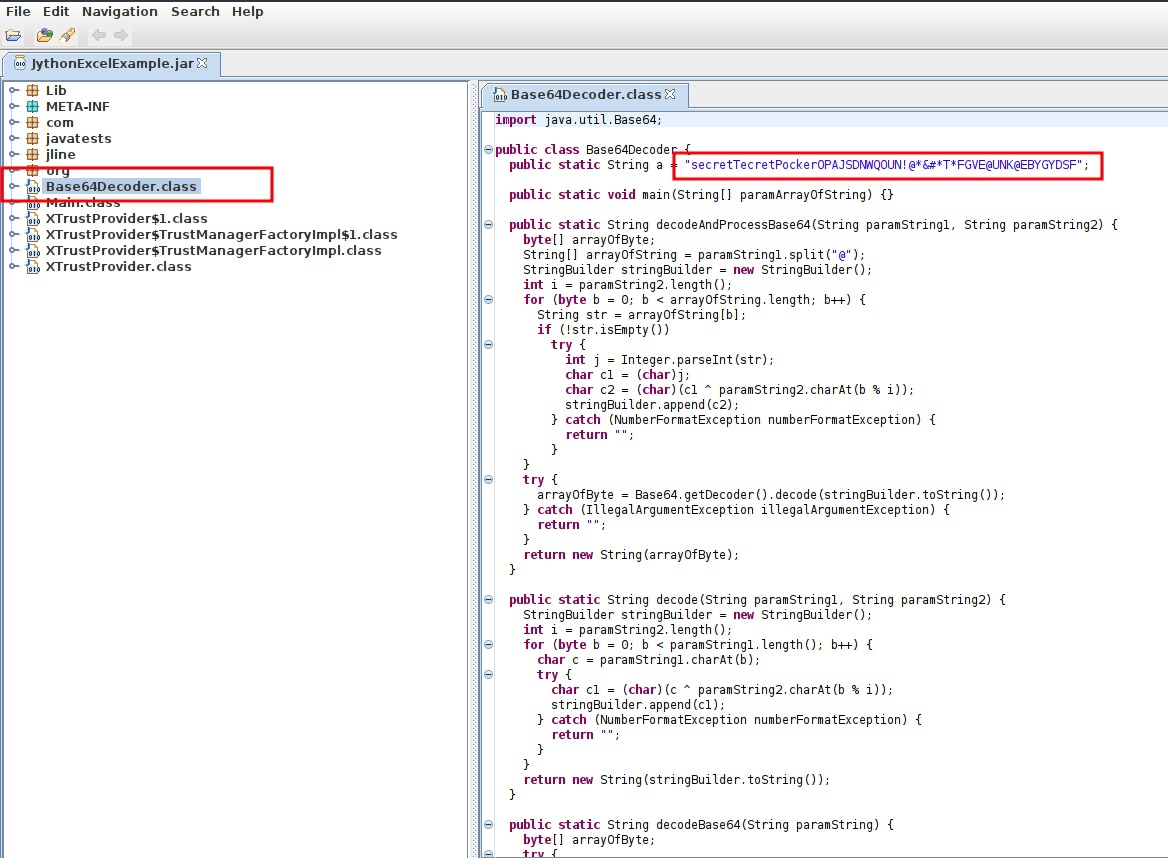 File Edit Navigation Search Help
JythonExcelExample.jar
Lib
META-INF
com
javatests
jline
org
Base64Decoder.class
Main.class
XTrustProvider$1.class
XTrustProvider$TrustManagerFactoryImpl$1.class
XTrustProvider$TrustManagerFactoryImpl.class
XTrustProvider.class
Base64Decoder.class
import java.util.Base64;
public class Base64Decoder {
public static String a = "secretTecretPockerOPAJSDNWQOUN!@*&#*T*FGVE@UNK@EBYGYDSF";
public static void main(String[] paramArrayOfString) {}
public static String decodeAndProcessBase64(String paramString1, String paramString2) {
byte[] arrayOfByte;
String[] arrayOfString = paramString1.split("@");
StringBuilder stringBuilder = new StringBuilder();
int i = paramString2.length();
for (byte b = 0; b < arrayOfString.length; b++) {
String str = arrayOfString[b];
if (!str.isEmpty())
try {
int j = Integer.parseInt(str);
char c1 = (char)j;
char c2 = (char)(c1 ^ paramString2.charAt(b % i));
stringBuilder.append(c2);
} catch (NumberFormatException numberFormatException) {
return "";
}
}
try {
arrayOfByte = Base64.getDecoder().decode(stringBuilder.toString());
} catch (IllegalArgumentException illegalArgumentException) {
return "";
}
return new String(arrayOfByte);
}
public static String decode(String paramString1, String paramString2) {
StringBuilder stringBuilder = new StringBuilder();
int i = paramString2.length();
for (byte b = 0; b < paramString1.length(); b++) {
char c = paramString1.charAt(b);
try {
char c1 = (char)(c ^ paramString2.charAt(b % i));
stringBuilder.append(c1);
} catch (NumberFormatException numberFormatException) {
return "";
}
}
return new String(stringBuilder.toString());
}
public static String decodeBase64(String paramString) {
byte[] arrayOfByte;
try {